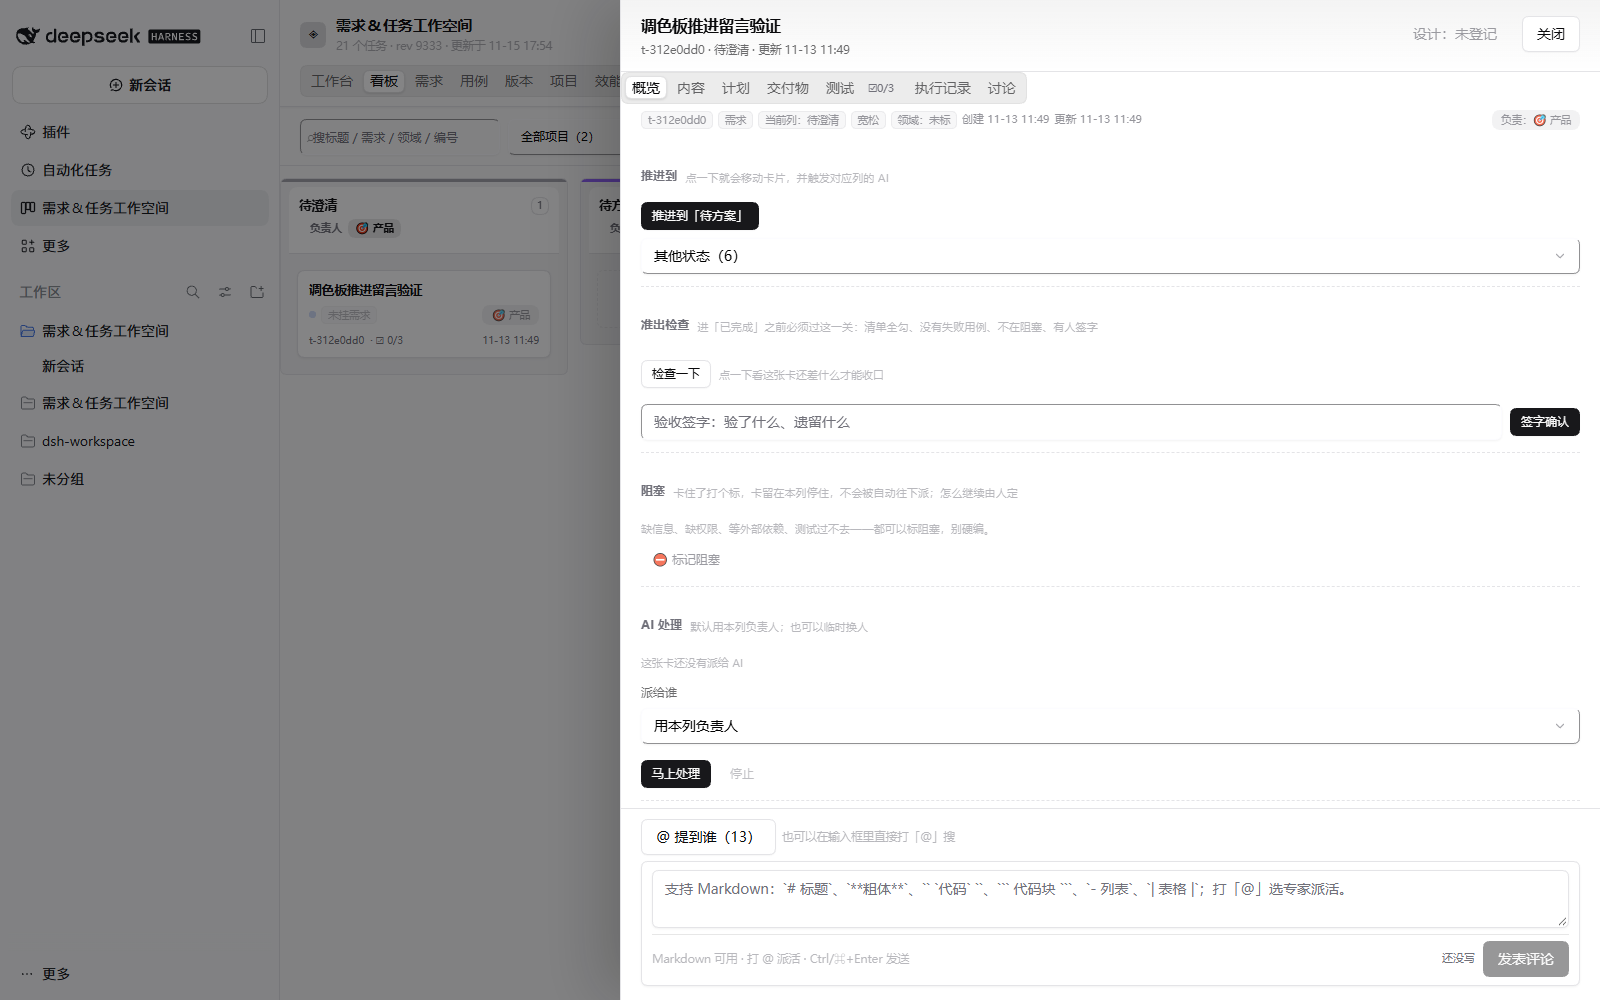 deepseek HARNESS
新会话
插件
自动化任务
需求&任务工作空间
更多
工作区
需求&任务工作空间
新会话
需求&任务工作空间
dsh-workspace
未分组
更多
需求&任务工作空间
21 个任务 · rev 9333 · 更新于 11-15 17:54
工作台 看板 需求 用例 版本 项目 效能
搜标题 / 需求 / 领域 / 编号
全部项目（2）
待澄清 1
负责人 产品
调色板推进留言验证
未挂需求 产品
t-312e0dd0 · ☑ 0/3 11-13 11:49
调色板推进留言验证
t-312e0dd0 · 待澄清 · 更新 11-13 11:49
设计：未登记
关闭
概览 内容 计划 交付物 测试 ☑0/3 执行记录 讨论
t-312e0dd0 需求 当前列：待澄清 宽松 领域：未标 创建 11-13 11:49 更新 11-13 11:49
负责：产品
推进到 点一下就会移动卡片，并触发对应列的 AI
推进到「待方案」
其他状态（6）
准出检查 进「已完成」之前必须过这一关：清单全勾、没有失败用例、不在阻塞、有人签字
检查一下 点一下看这张卡还差什么才能收口
验收签字：验了什么、遗留什么
签字确认
阻塞 卡住了打个标，卡留在本列停住，不会被自动往下派；怎么继续由人定
缺信息、缺权限、等外部依赖、测试过不去——都可以标阻塞，别硬编。
标记阻塞
AI 处理 默认用本列负责人；也可以临时换人
这张卡还没有派给 AI
派给谁
用本列负责人
马上处理 停止
@ 提到谁（13） 也可以在输入框里直接打「@」搜
支持 Markdown：`# 标题`、`**粗体**`、`` `代码` ``、``` 代码块 ```、`- 列表`、`| 表格 |`；打「@」选专家派活。
Markdown 可用 · 打 @ 派活 · Ctrl/⌘+Enter 发送
还没写
发表评论